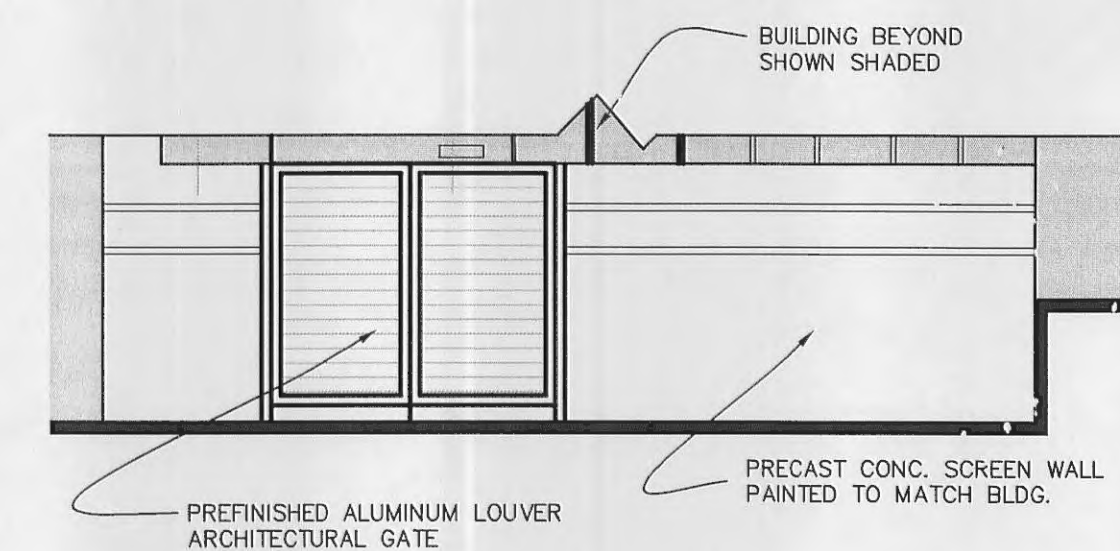 BUILDING BEYOND
SHOWN SHADED
PREFINISHED ALUMINUM LOUVER
ARCHITECTURAL GATE
PRECAST CONC. SCREEN WALL
PAINTED TO MATCH BLDG.